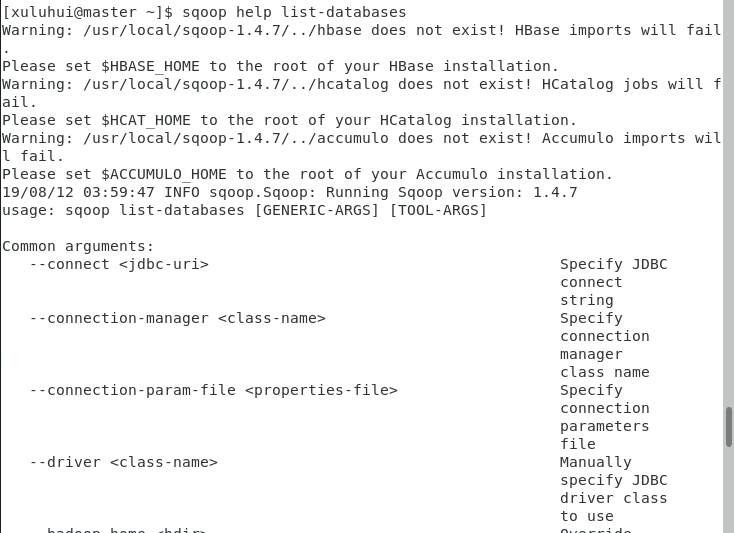 [xuluhui@master ~]$ sqoop help list-databases
Warning: /usr/local/sqoop-1.4.7/../hbase does not exist! HBase imports will fail
.
Please set $HBASE_HOME to the root of your HBase installation.
Warning: /usr/local/sqoop-1.4.7/../hcatalog does not exist! HCatalog jobs will f
ail.
Please set $HCAT_HOME to the root of your HCatalog installation.
Warning: /usr/local/sqoop-1.4.7/../accumulo does not exist! Accumulo imports wil
l fail.
Please set $ACCUMULO_HOME to the root of your Accumulo installation.
19/08/12 03:59:47 INFO sqoop.Sqoop: Running Sqoop version: 1.4.7
usage: sqoop list-databases [GENERIC-ARGS] [TOOL-ARGS]

Common arguments:
   --connect <jdbc-uri>                                       Specify JDBC
                                                              connect
                                                              string
   --connection-manager <class-name>                          Specify
                                                              connection
                                                              manager
                                                              class name
   --connection-param-file <properties-file>                  Specify
                                                              connection
                                                              parameters
                                                              file
   --driver <class-name>                                      Manually
                                                              specify JDBC
                                                              driver class
                                                              to use
   --hadoop-home <hdir>                                       Override